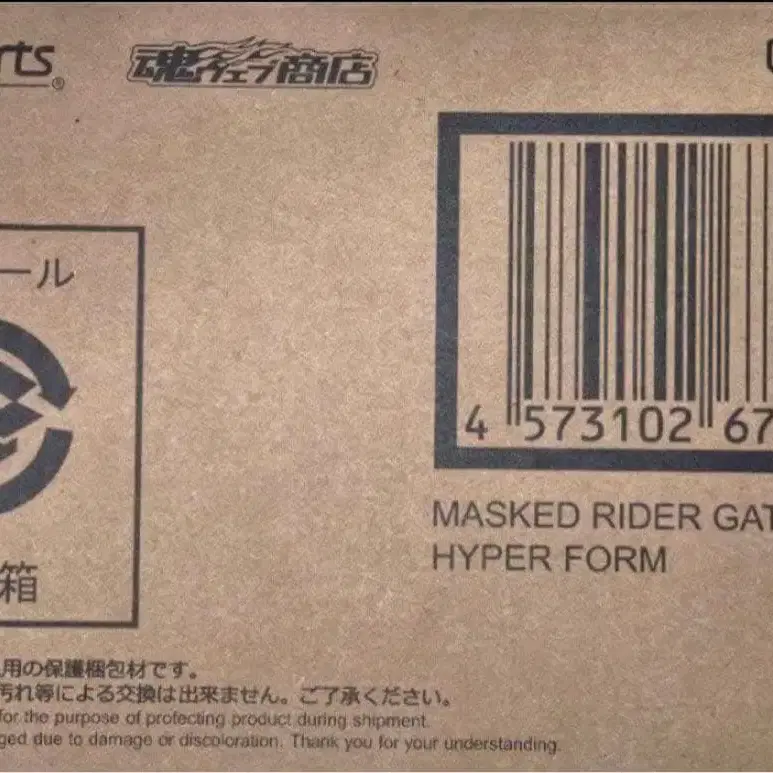 rts®
魂ウェブ商店
ール
箱
4 573102 67
MASKED RIDER GAT
HYPER FORM
用の保護梱包材です。
汚れ等による交換は出来ません。ご了承ください。
for the purpose of protecting product during shipment.
ged due to damage or discoloration. Thank you for your understanding.